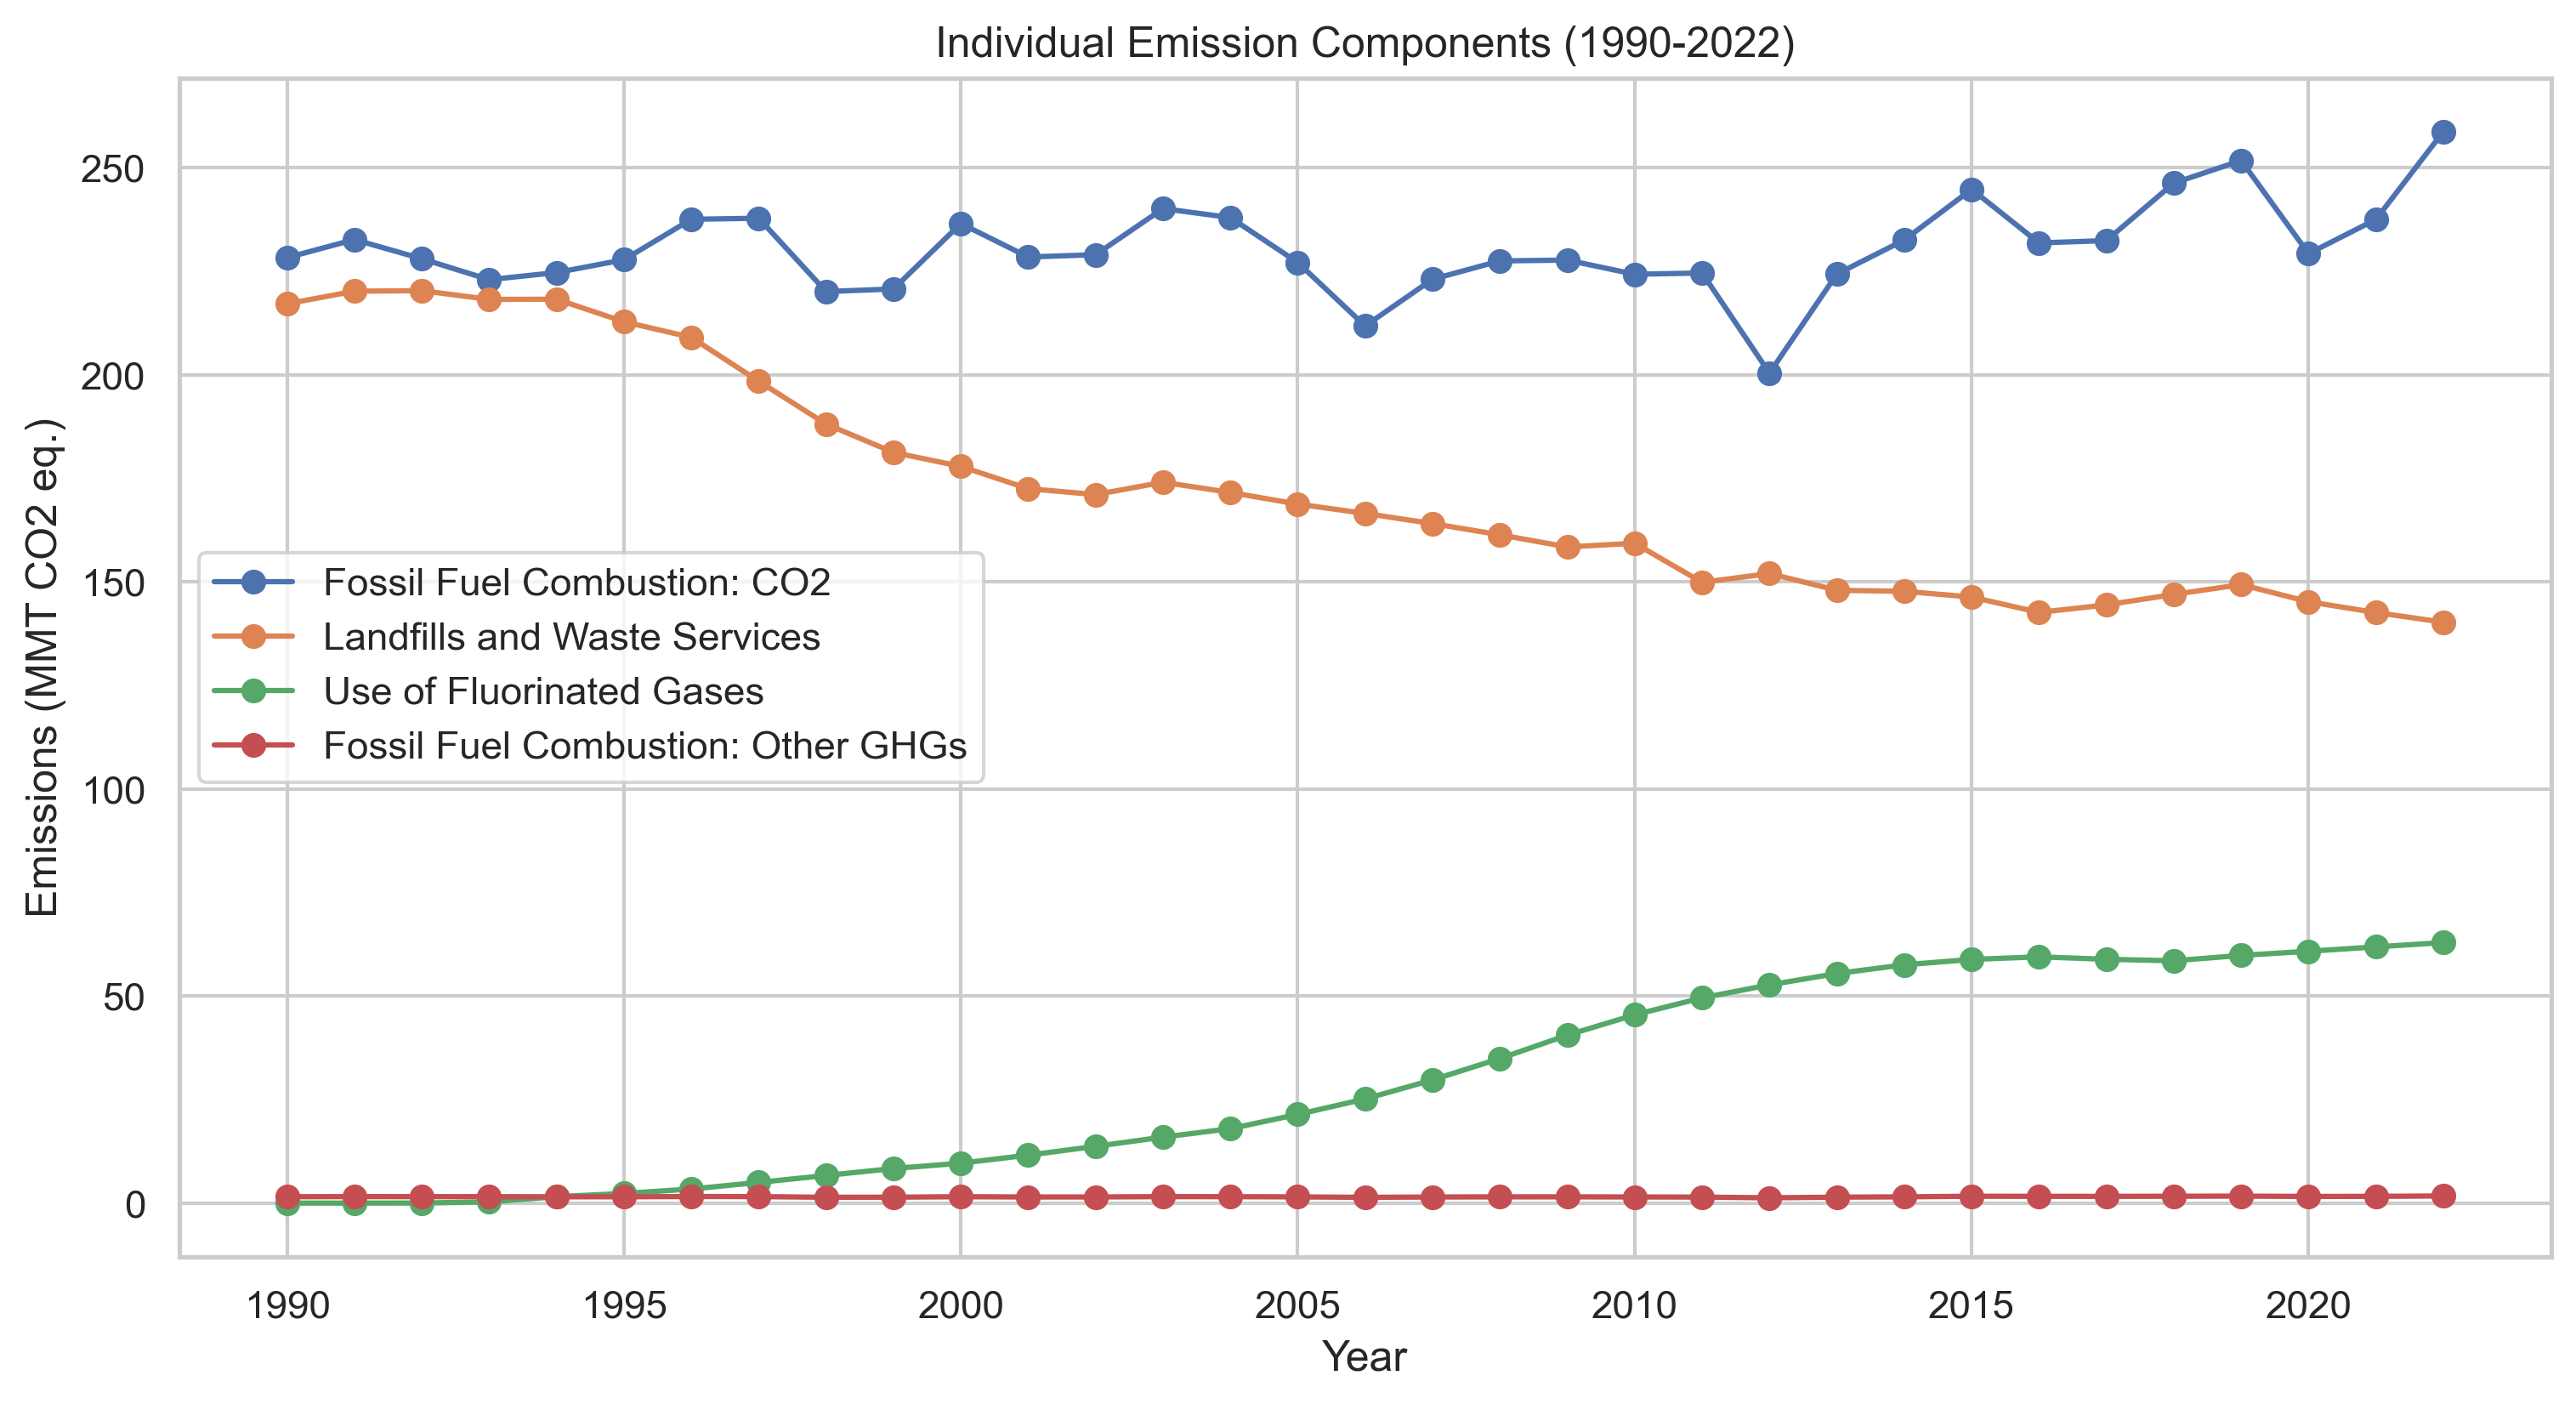 Individual Emission Components (1990-2022)
Emissions (MMT CO2 eq.)
250
200
150
100
50
0
Fossil Fuel Combustion: CO2
Landfills and Waste Services
Use of Fluorinated Gases
Fossil Fuel Combustion: Other GHGs
1990 1995 2000 2005 2010 2015 2020
Year